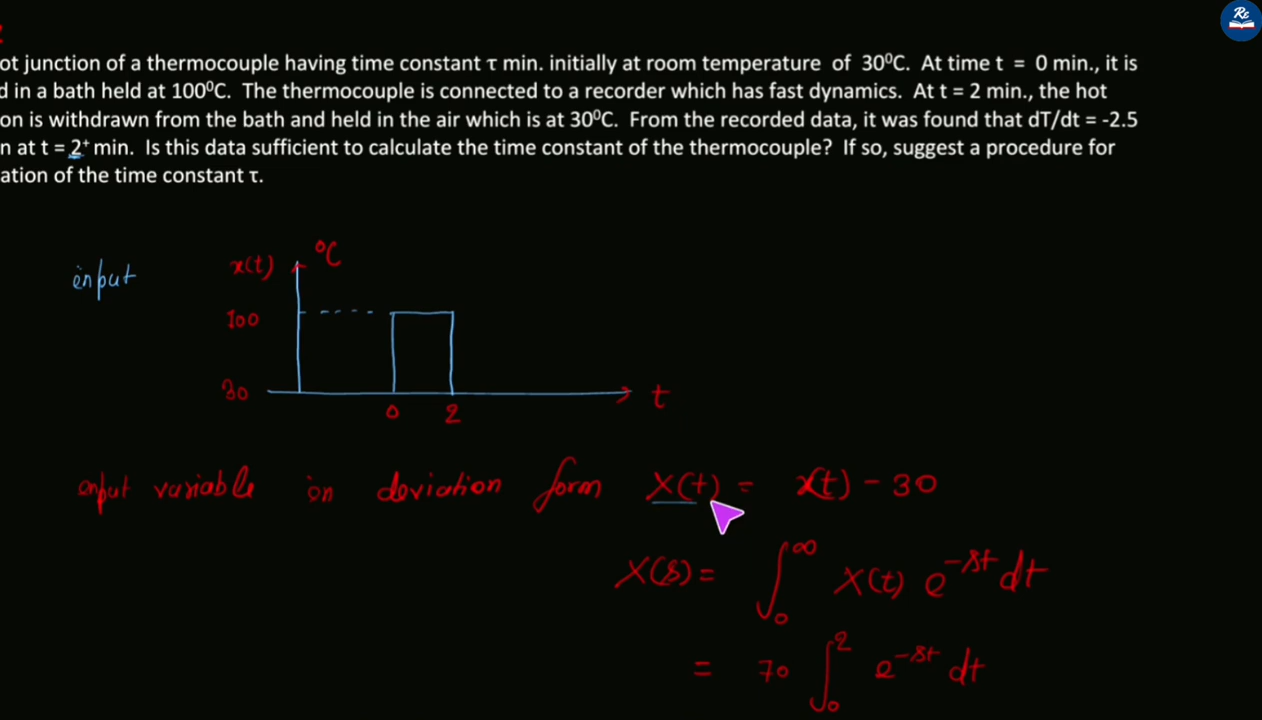 Re
ot junction of a thermocouple having time constant τ min. initially at room temperature of 30⁰C. At time t = 0 min., it is
d in a bath held at 100⁰C. The thermocouple is connected to a recorder which has fast dynamics. At t = 2 min., the hot
on is withdrawn from the bath and held in the air which is at 30⁰C. From the recorded data, it was found that dT/dt = -2.5
n at t = 2⁺ min. Is this data sufficient to calculate the time constant of the thermocouple? If so, suggest a procedure for
ation of the time constant τ.
input
x(t) °C
100
30
0 2 t
input variable in deviation form X(t) = x(t) - 30
X(s) = ∫₀^∞ X(t) e^{-st} dt
= 70 ∫₀² e^{-st} dt